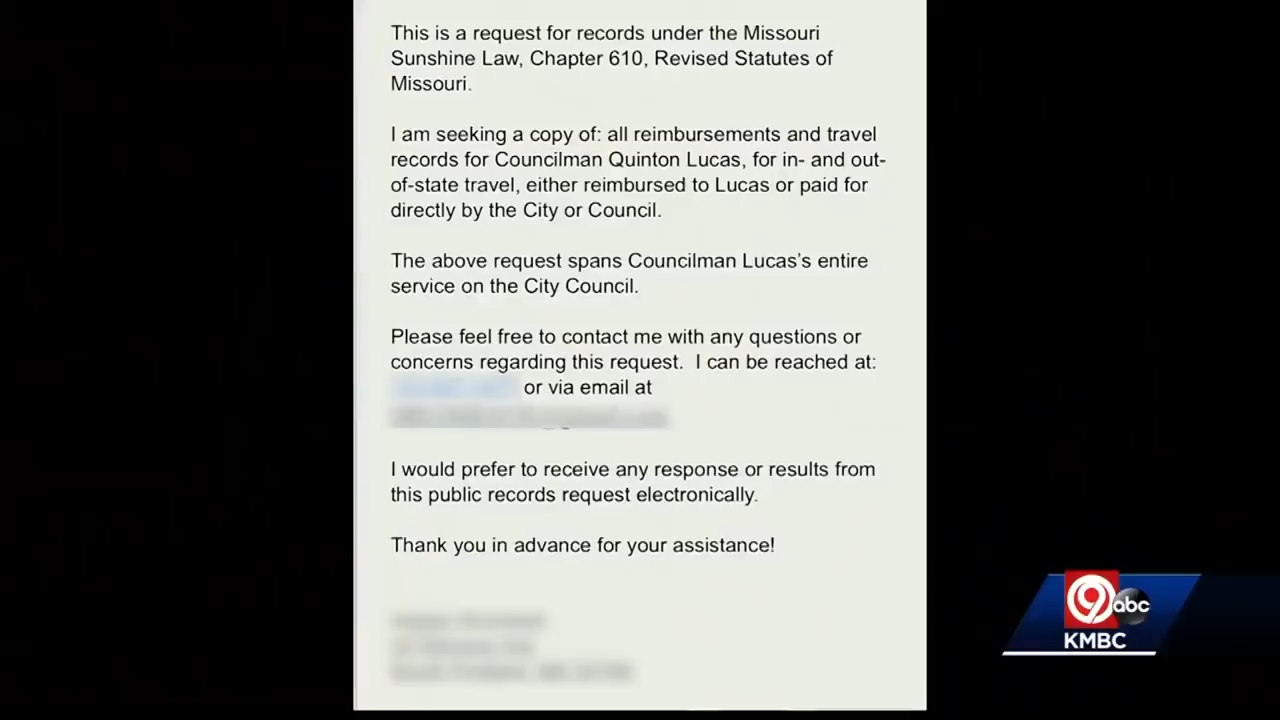 This is a request for records under the Missouri
Sunshine Law, Chapter 610, Revised Statutes of
Missouri.
I am seeking a copy of: all reimbursements and travel
records for Councilman Quinton Lucas, for in- and out-
of-state travel, either reimbursed to Lucas or paid for
directly by the City or Council.
The above request spans Councilman Lucas's entire
service on the City Council.
Please feel free to contact me with any questions or
concerns regarding this request.  I can be reached at:
or via email at
I would prefer to receive any response or results from
this public records request electronically.
Thank you in advance for your assistance!
9 abc
KMBC